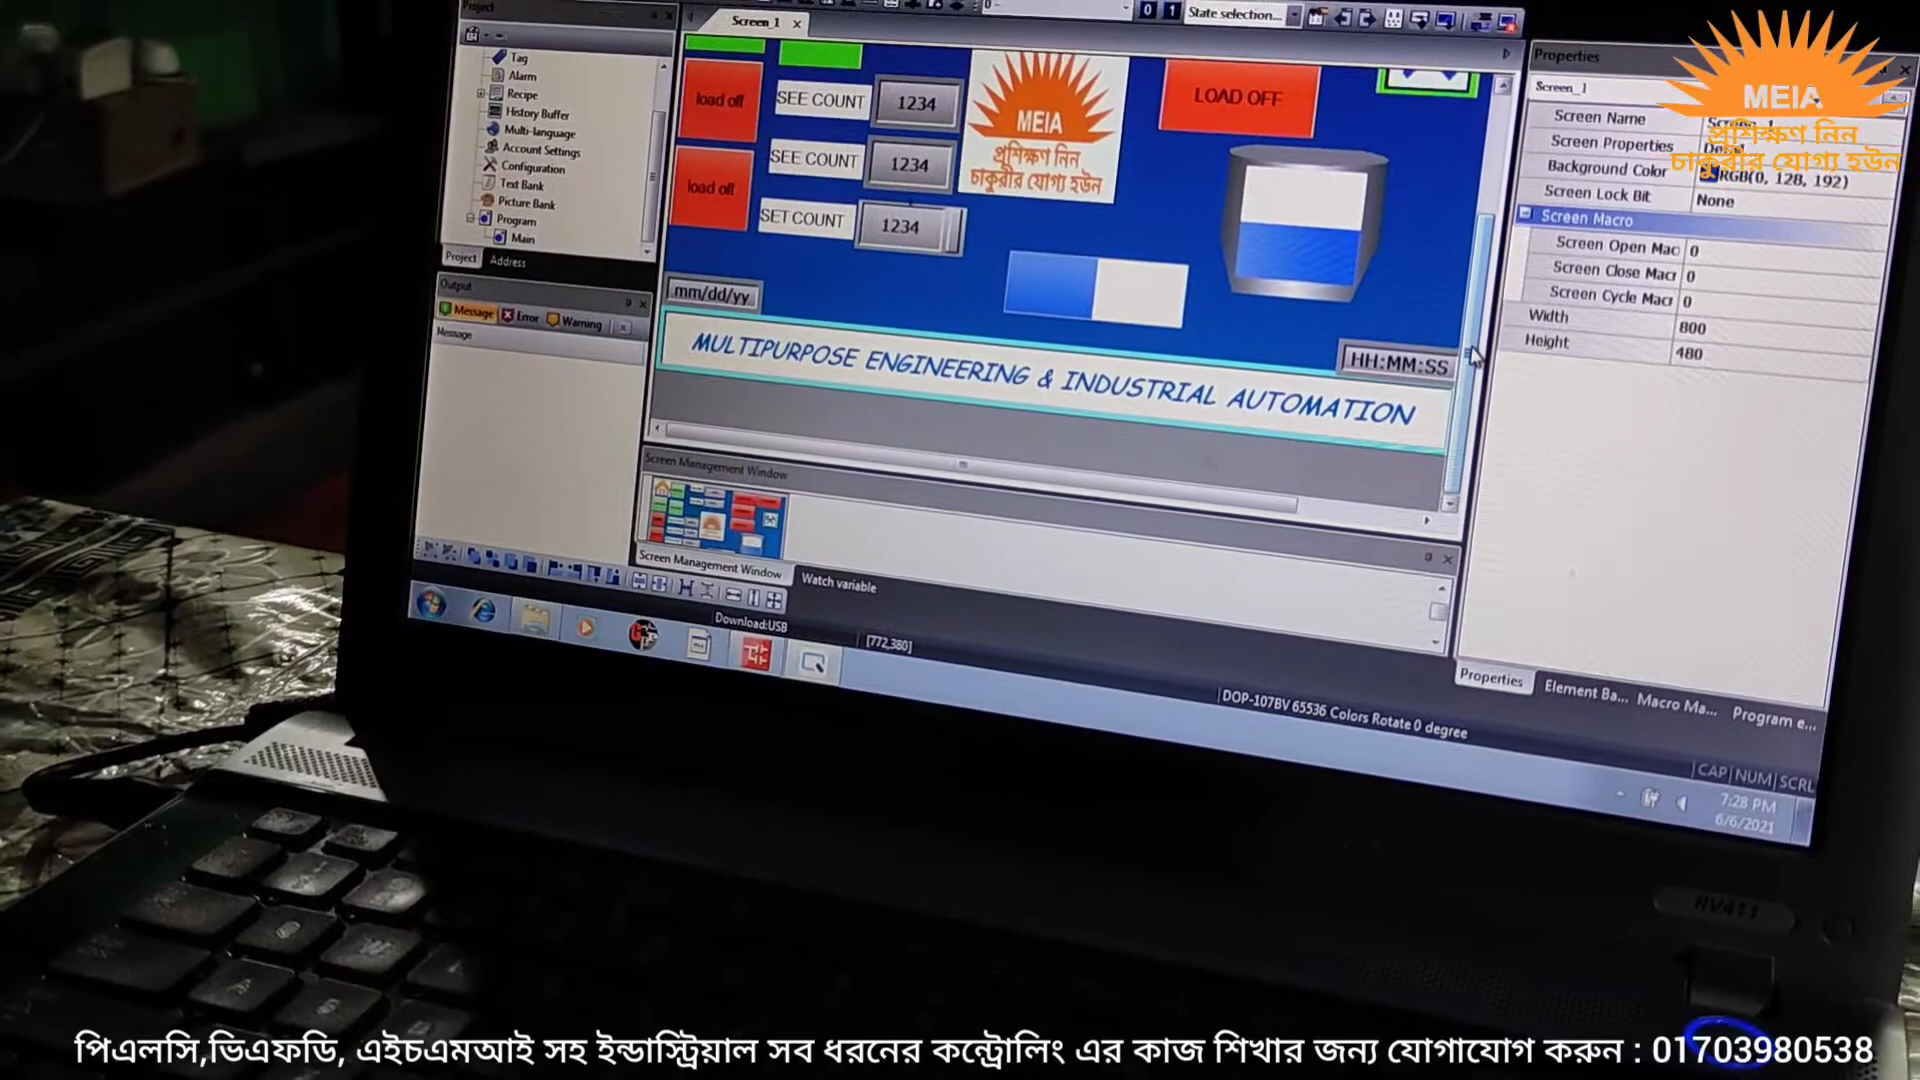 Project
Screen_1
0 1
State selection...
Properties
Tag
Alarm
Recipe
History Buffer
Multi-language
Account Settings
Configuration
Text Bank
Picture Bank
Program
Main
Project
Address
load off
SEE COUNT
1234
load off
SEE COUNT
1234
SET COUNT
1234
MEIA
প্রশিক্ষণ নিন
চাকুরীর যোগ্য হউন
LOAD OFF
mm/dd/yy
HH:MM:SS
MULTIPURPOSE ENGINEERING & INDUSTRIAL AUTOMATION
Screen_1
Screen Name
Screen Properties
Background Color
RGB(0, 128, 192)
Screen Lock Bit
None
Screen Macro
Screen Open Mac 0
Screen Close Macr 0
Screen Cycle Macr 0
Width 800
Height 480
MEIA
প্রশিক্ষণ নিন
চাকুরীর যোগ্য হউন
Output
Message Error Warning
Message
Screen Management Window
Screen Management Window
Watch variable
Download:USB
[772,380]
DOP-107BV 65536 Colors Rotate 0 degree
Properties
Element Ba...
Macro Ma...
Program e...
CAP NUM SCRL
7:28 PM
6/6/2021
RV411
পিএলসি,ভিএফডি, এইচএমআই সহ ইন্ডাস্ট্রিয়াল সব ধরনের কন্ট্রোলিং এর কাজ শিখার জন্য যোগাযোগ করুন : 01703980538